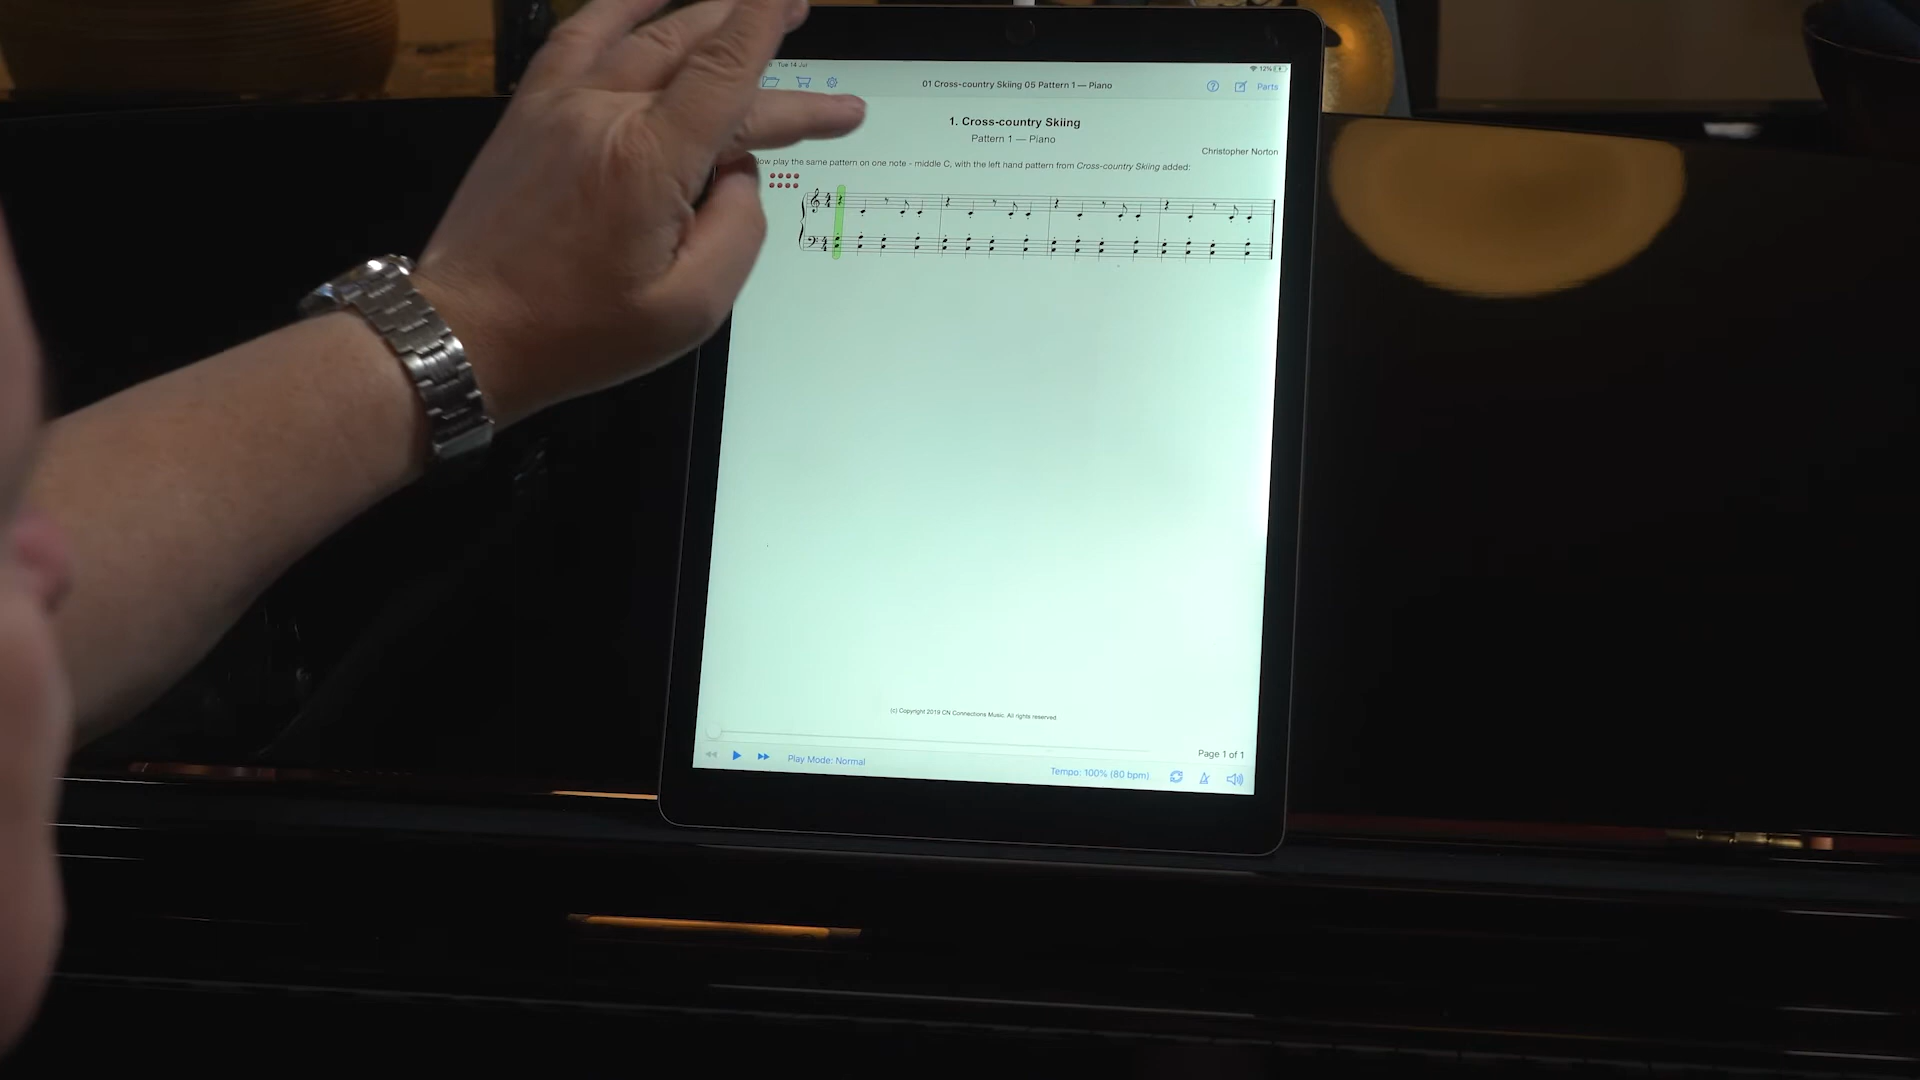 Tue 14 Jul
12%
01 Cross-country Skiing 05 Pattern 1 — Piano
Parts
1. Cross-country Skiing
Pattern 1 — Piano
Christopher Norton
play the same pattern on one note - middle C, with the left hand pattern from Cross-country Skiing added:
(c) Copyright 2019 CN Connections Music. All rights reserved
Page 1 of 1
Play Mode: Normal
Tempo: 100% (80 bpm)